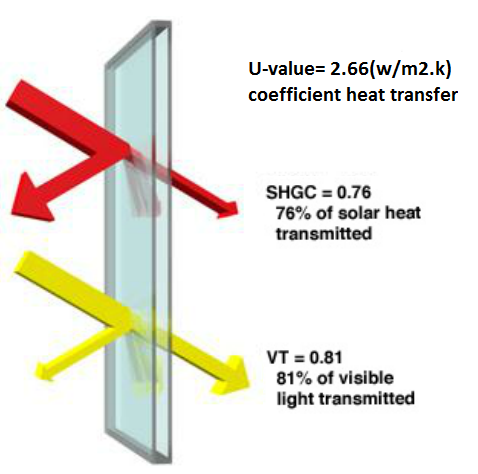 U-value= 2.66(w/m2.k)
coefficient heat transfer
SHGC = 0.76
76% of solar heat
transmitted
VT = 0.81
81% of visible
light transmitted